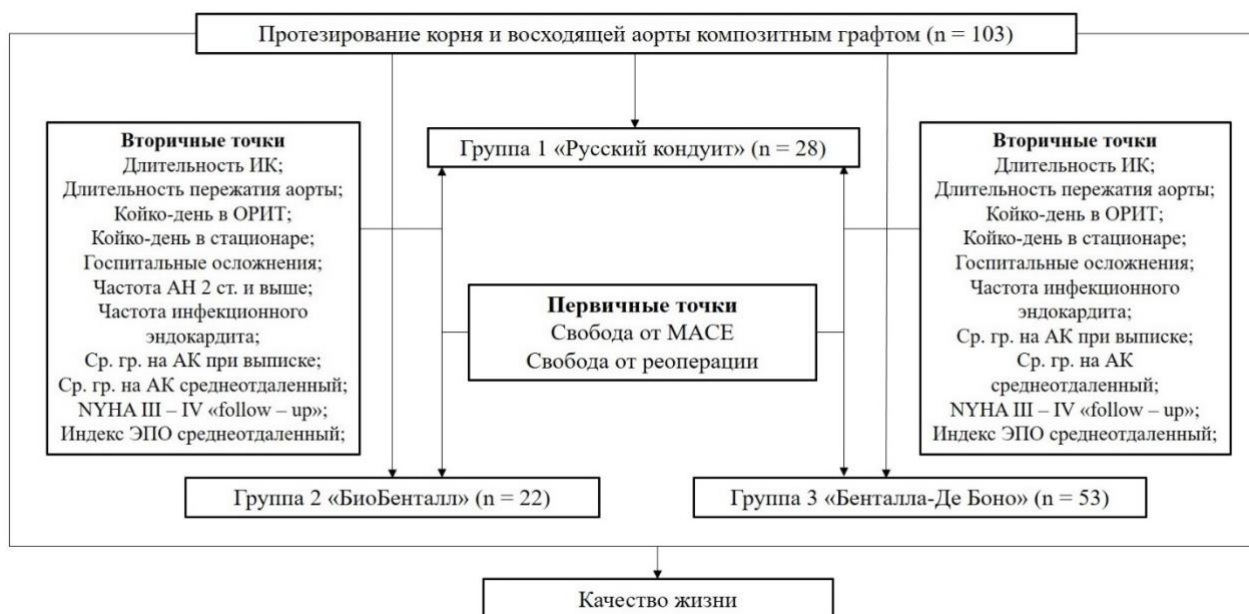 Протезирование корня и восходящей аорты композитным графтом (n = 103)
Вторичные точки
Длительность ИК;
Длительность пережатия аорты;
Койко-день в ОРИТ;
Койко-день в стационаре;
Госпитальные осложнения;
Частота АН 2 ст. и выше;
Частота инфекционного
эндокардита;
Ср. гр. на АК при выписке;
Ср. гр. на АК среднеотдаленный;
NYHA III – IV «follow – up»;
Индекс ЭПО среднеотдаленный;
Группа 1 «Русский кондуит» (n = 28)
Первичные точки
Свобода от MACE
Свобода от реоперации
Вторичные точки
Длительность ИК;
Длительность пережатия аорты;
Койко-день в ОРИТ;
Койко-день в стационаре;
Госпитальные осложнения;
Частота инфекционного
эндокардита;
Ср. гр. на АК при выписке;
Ср. гр. на АК
среднеотдаленный;
NYHA III – IV «follow – up»;
Индекс ЭПО среднеотдаленный;
Группа 2 «БиоБенталл» (n = 22)
Группа 3 «Бенталла-Де Боно» (n = 53)
Качество жизни